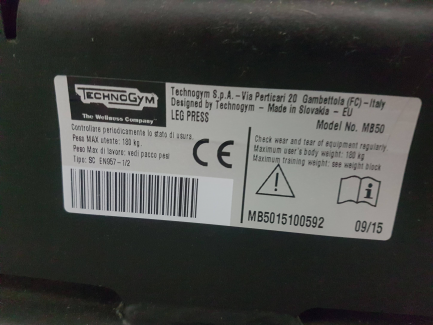 TECHNOGYM
The Wellness Company
Technogym S.p.A.-Via Perticari 20 Gambettola (FC)-Italy
Designed by Technogym - Made in Slovakia - EU
LEG PRESS
Model No. MB50
Controllare periodicamente lo stato di usura.
Peso MAX utente: 180 kg.
Peso Max di lavoro: vedi pacco pesi
Tipo: SC EN957-1/2
CE
Check wear and tear of equipment regularly.
Maximum user's body weight: 180 kg
Maximum training weight: see weight block
MB5015100592
09/15